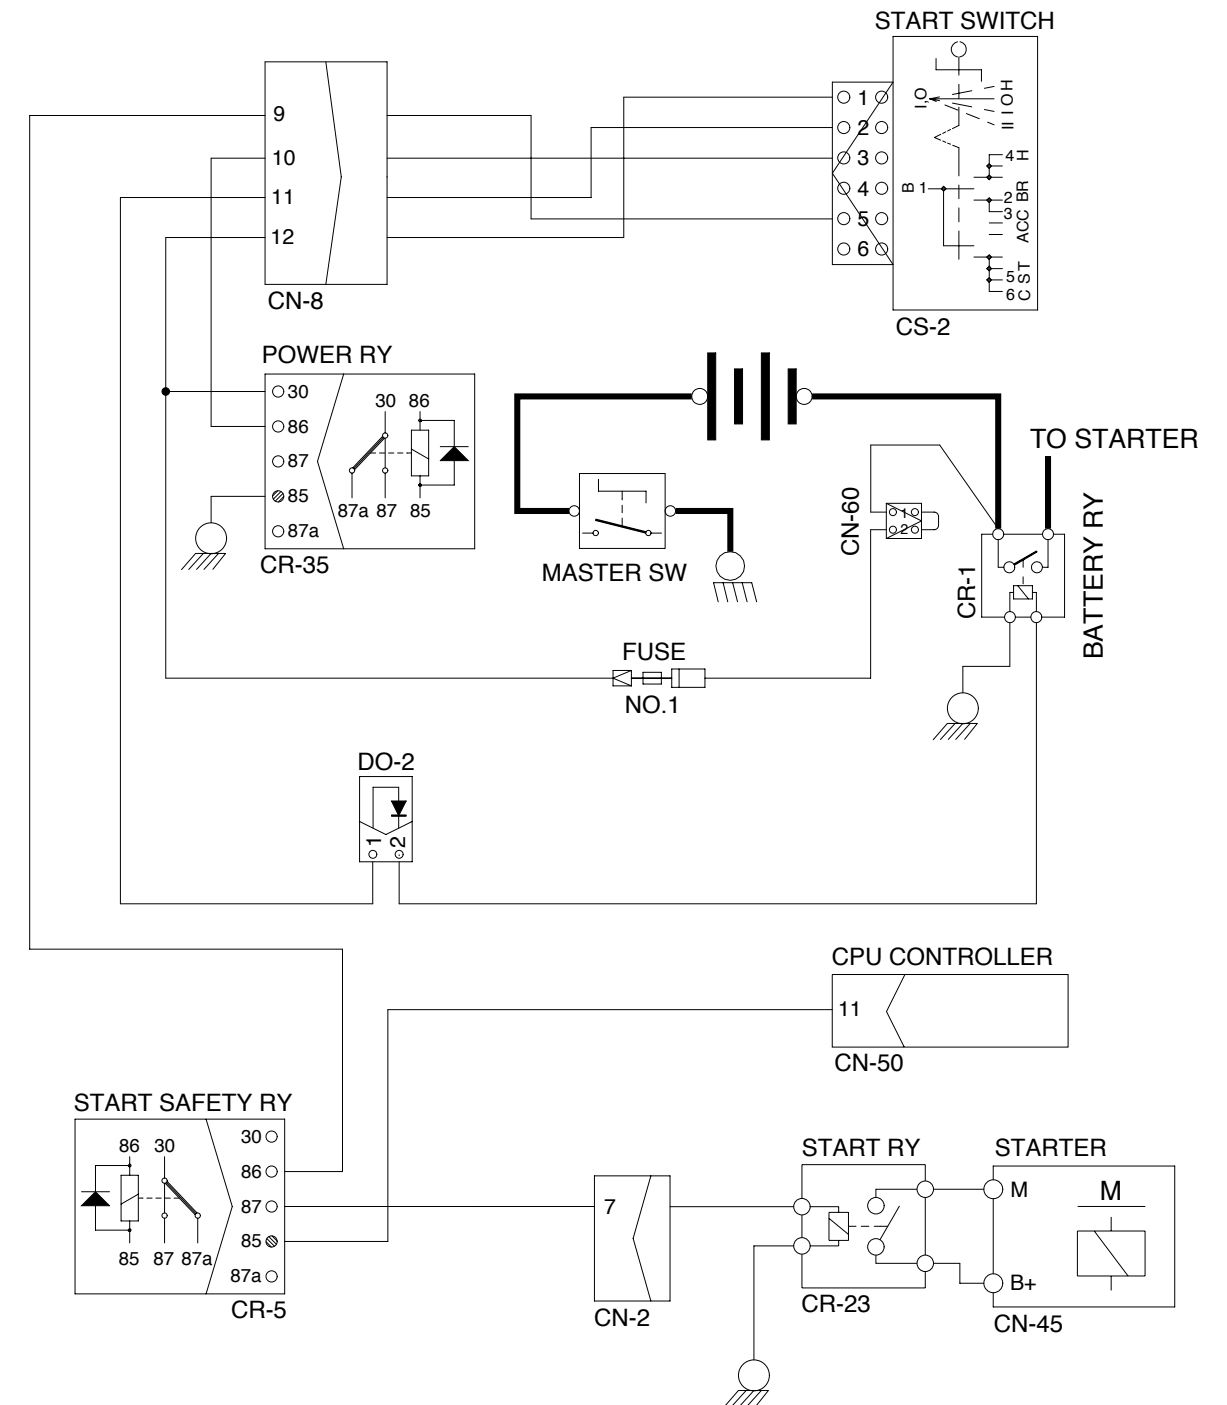 START SWITCH
9
10
11
12
CN-8
1
2
3
4
5
6
I,O
H
O
I
II
B 1
4 H
2 BR
3 ACC
5 ST
6 C
CS-2
POWER RY
30
86
87
85
87a
30 86
87a 87 85
CR-35
MASTER SW
CN-60
1
2
TO STARTER
BATTERY RY
CR-1
FUSE
NO.1
DO-2
1
2
CPU CONTROLLER
11
CN-50
START SAFETY RY
86 30
85 87 87a
30
86
87
85
87a
CR-5
7
CN-2
START RY
CR-23
STARTER
M
M
B+
CN-45